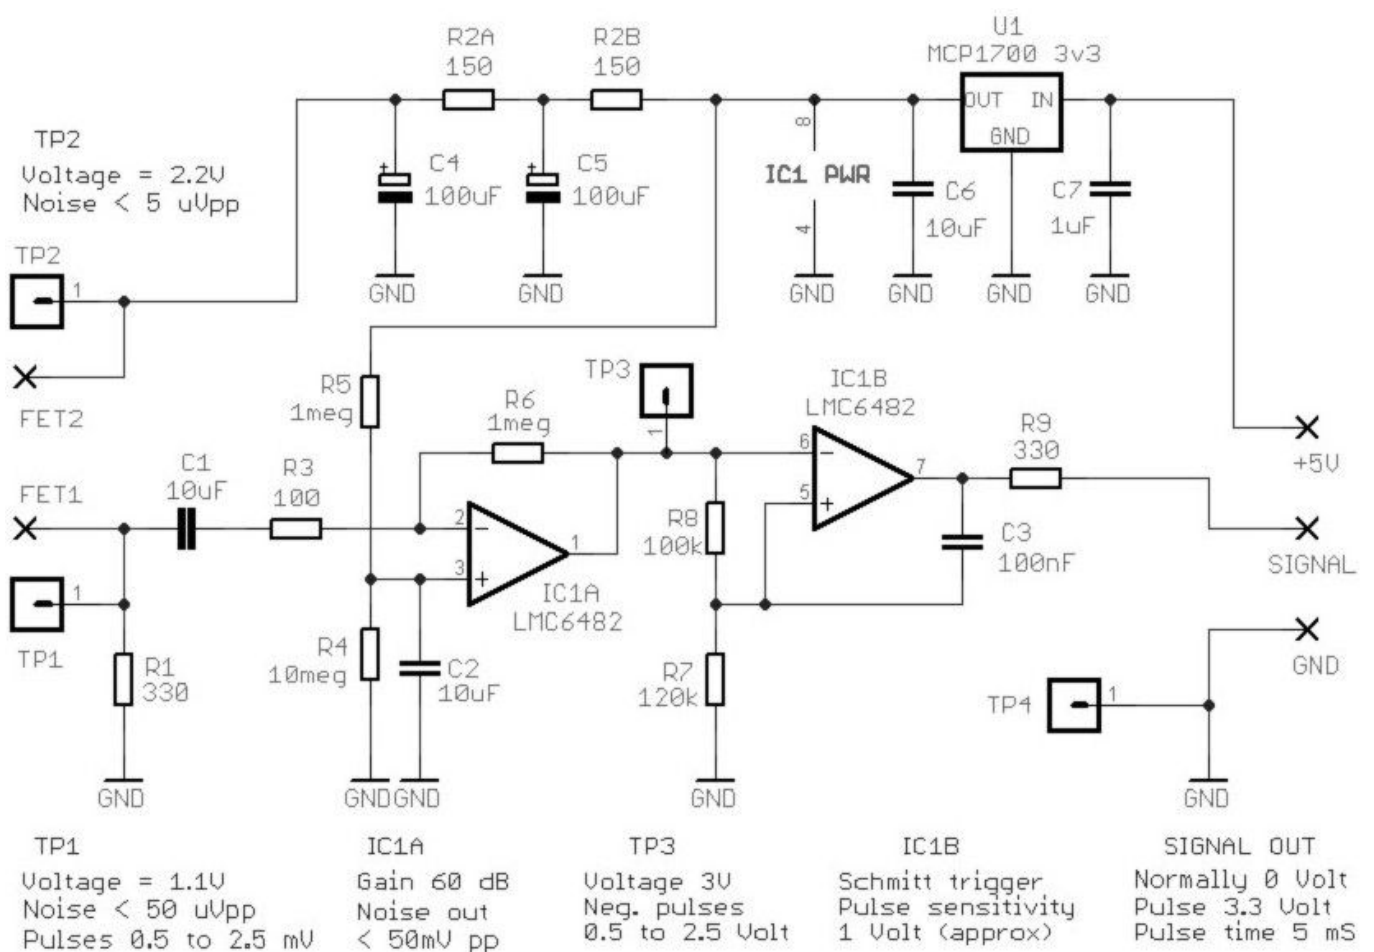 R2A
150
R2B
150
U1
MCP1700 3v3
OUT IN
GND
TP2
Voltage = 2.2V
Noise < 5 uVpp
+
C4
100uF
+
C5
100uF
8
IC1 PWR
4
C6
10uF
C7
1uF
GND
GND
GND
GND
GND
GND
TP2
1
FET2
R5
1meg
R6
1meg
TP3
1
IC1B
LMC6482
R9
330
+5V
FET1
C1
10uF
R3
100
2
-
3
+
1
IC1A
LMC6482
R8
100k
6
-
5
+
7
C3
100nF
SIGNAL
TP1
1
R1
330
R4
10meg
C2
10uF
R7
120k
GND
TP4
1
GND
GND
GND
GND
GND
TP1
Voltage = 1.1V
Noise < 50 uVpp
Pulses 0.5 to 2.5 mV
IC1A
Gain 60 dB
Noise out
< 50mV pp
TP3
Voltage 3V
Neg. pulses
0.5 to 2.5 Volt
IC1B
Schmitt trigger
Pulse sensitivity
1 Volt (approx)
SIGNAL OUT
Normally 0 Volt
Pulse 3.3 Volt
Pulse time 5 mS